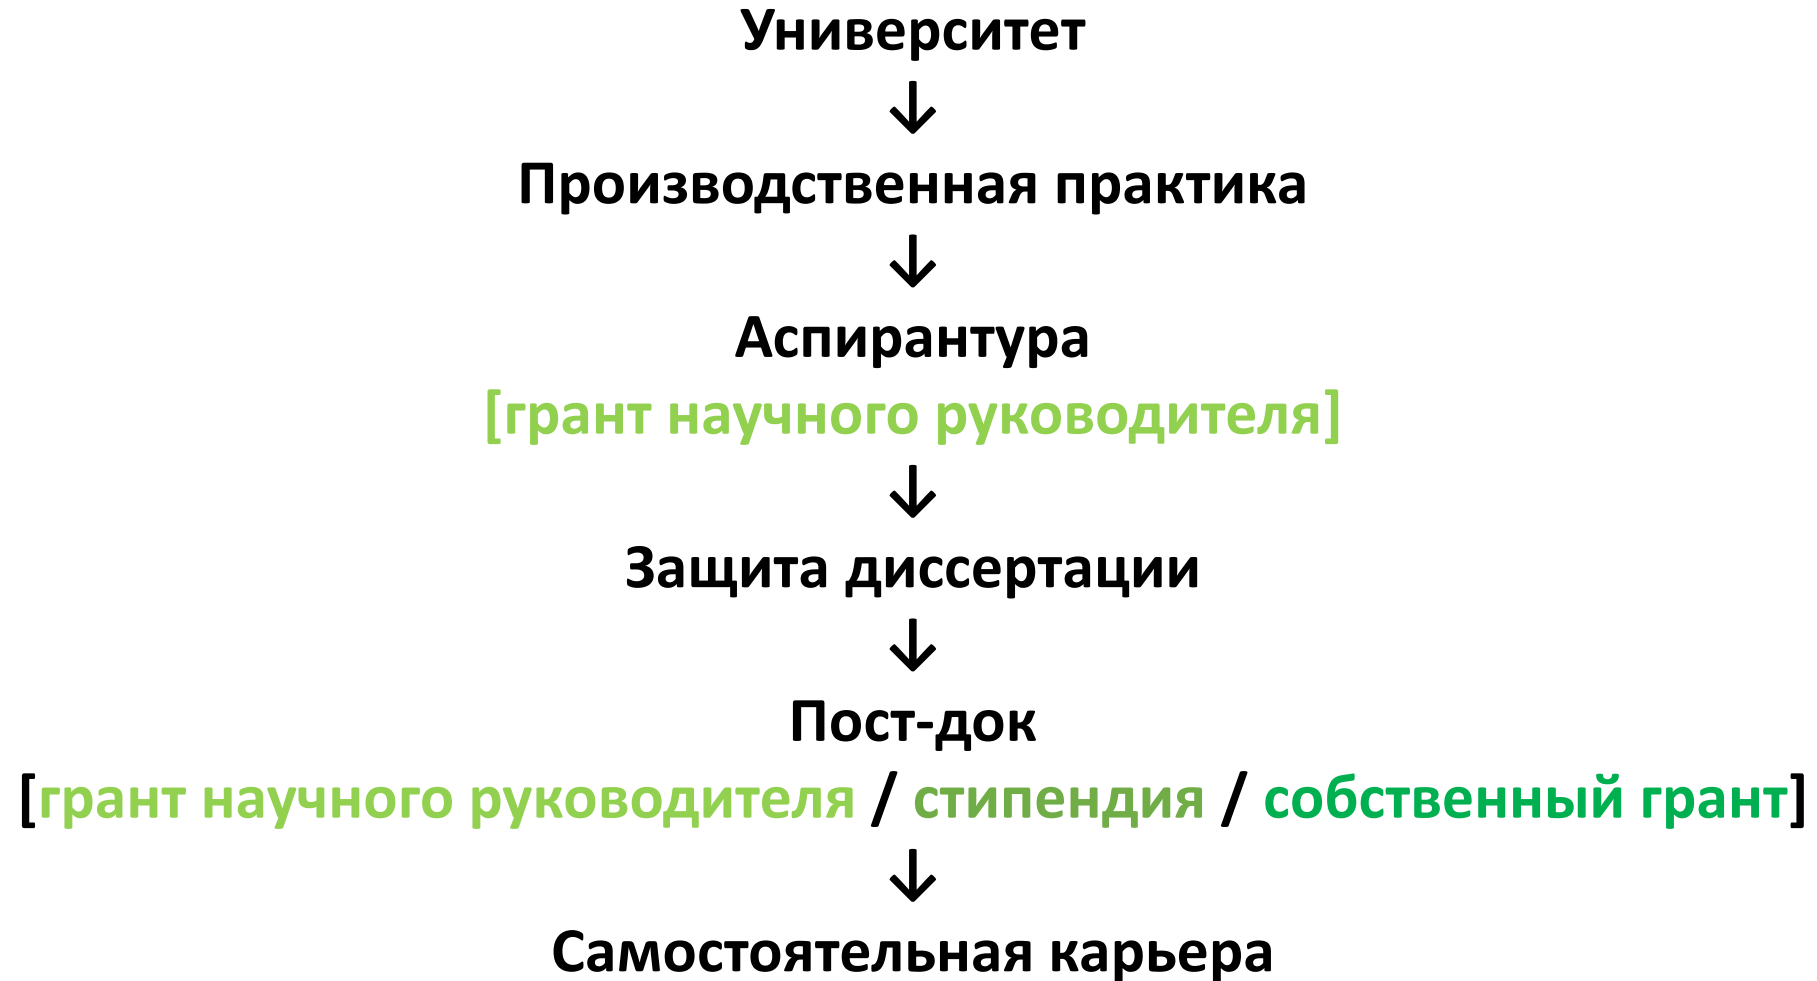 Университет
↓
Производственная практика
↓
Аспирантура
[грант научного руководителя]
↓
Защита диссертации
↓
Пост-док
[грант научного руководителя / стипендия / собственный грант]
↓
Самостоятельная карьера